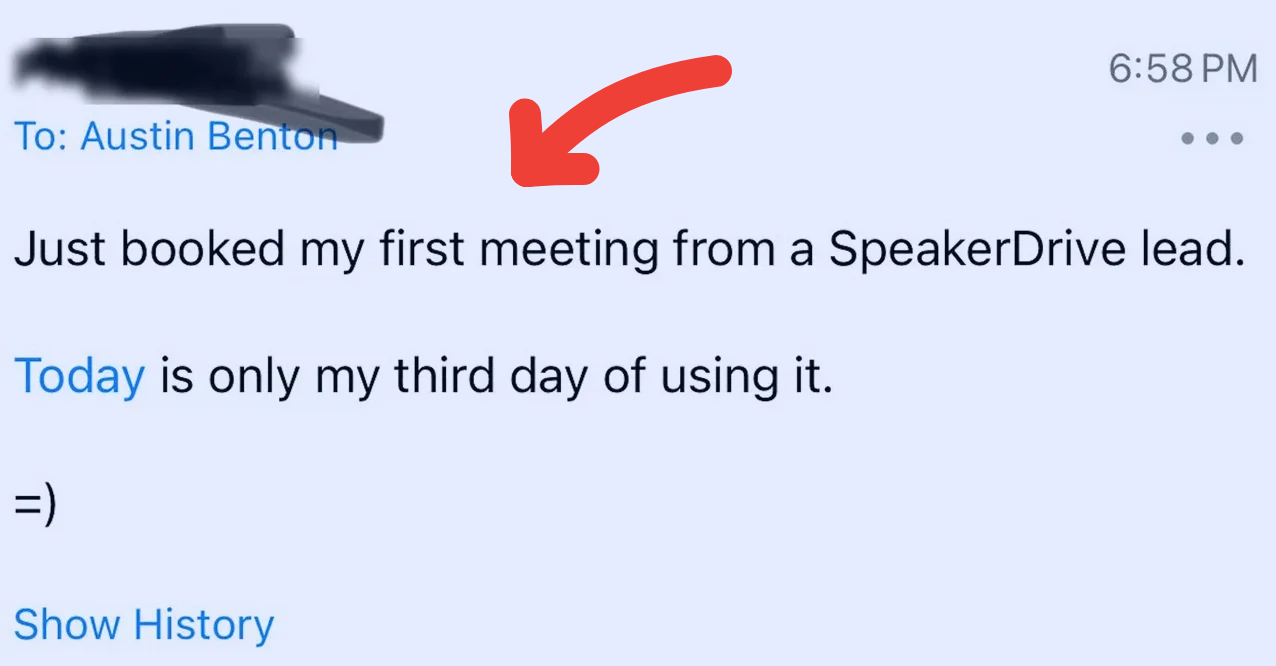 6:58 PM
To: Austin Benton
Just booked my first meeting from a SpeakerDrive lead.
Today is only my third day of using it.
=)
Show History